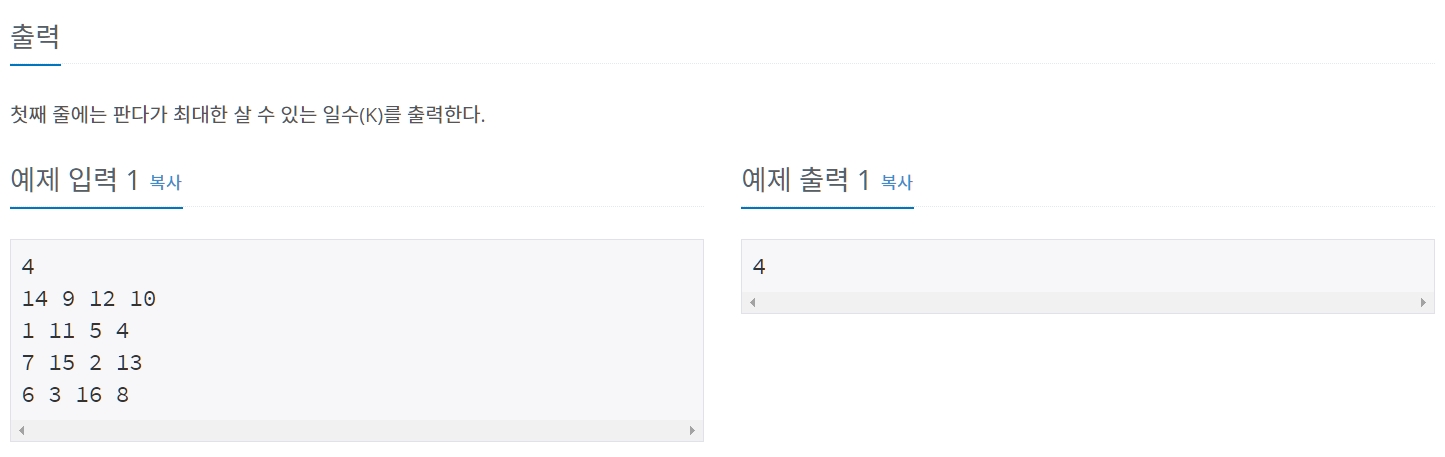 출력
첫째 줄에는 판다가 최대한 살 수 있는 일수(K)를 출력한다.
예제 입력 1 복사
4
14 9 12 10
1 11 5 4
7 15 2 13
6 3 16 8
예제 출력 1 복사
4